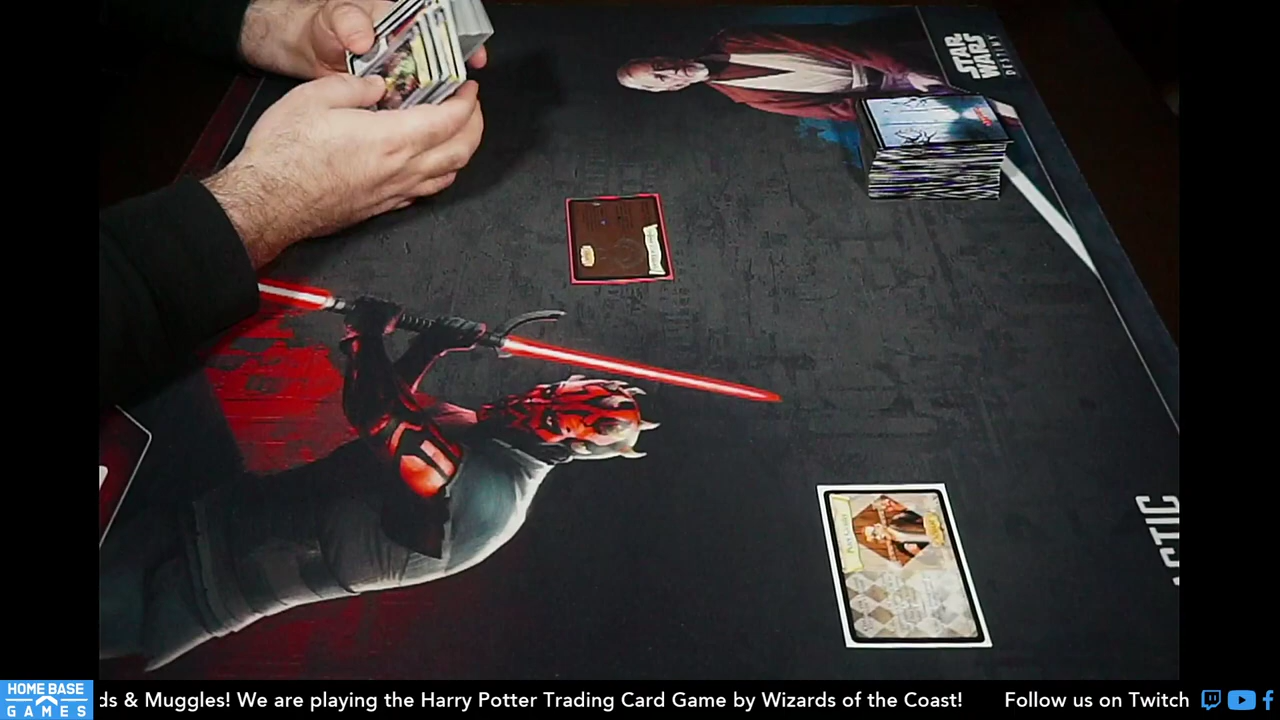 STAR
WARS
DESTINY
ASTIC
HOME BASE
GAMES
ds & Muggles! We are playing the Harry Potter Trading Card Game by Wizards of the Coast!
Follow us on Twitch